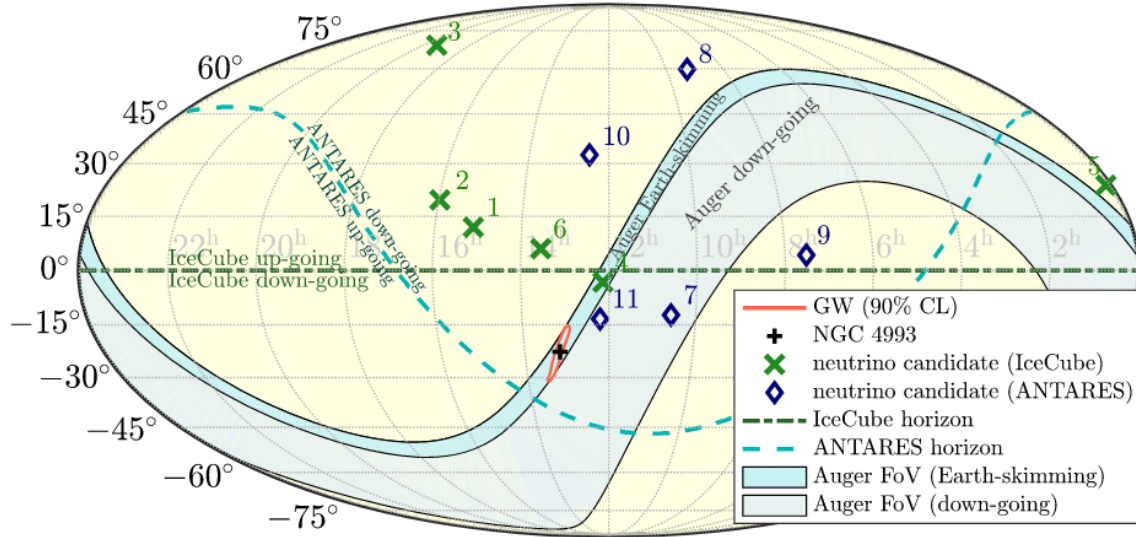 75°
60°
45°
30°
15°
0°
−15°
−30°
−45°
−60°
−75°
3
8
10
5
2
1
6
9
4
11
7
22h
20h
16h
14h
12h
10h
8h
6h
4h
2h
ANTARES down-going
ANTARES up-going
Auger Earth-skimming
Auger down-going
IceCube up-going
IceCube down-going
GW (90% CL)
NGC 4993
neutrino candidate (IceCube)
neutrino candidate (ANTARES)
IceCube horizon
ANTARES horizon
Auger FoV (Earth-skimming)
Auger FoV (down-going)